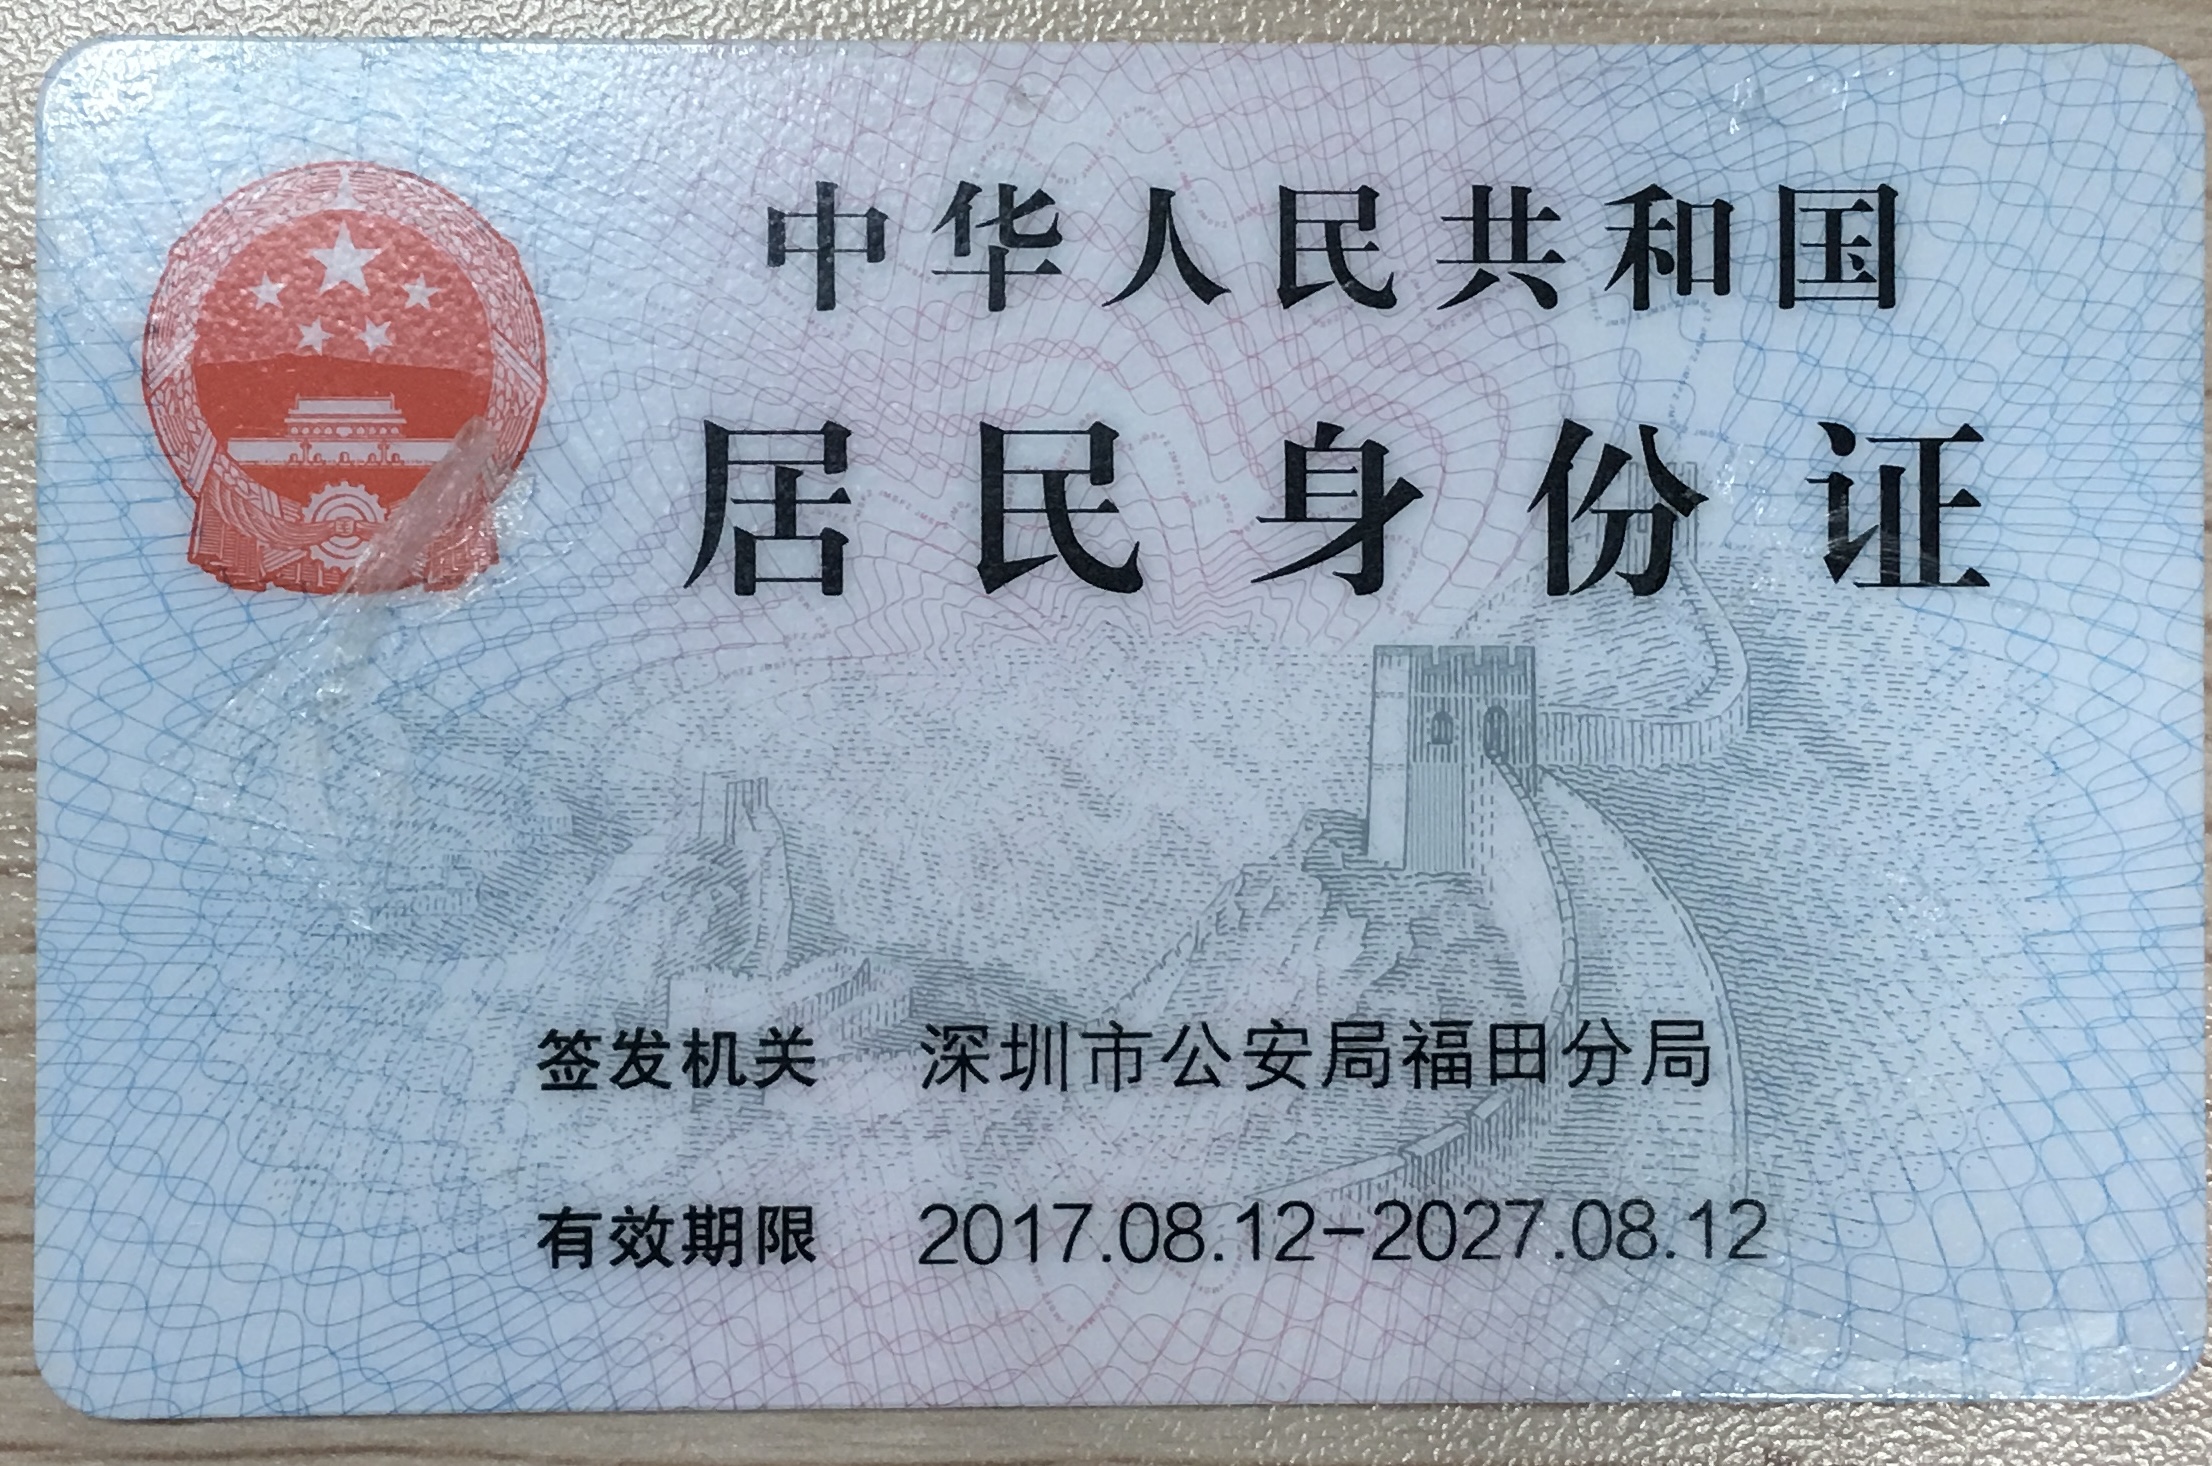 中华人民共和国
居民身份证
签发机关 深圳市公安局福田分局
有效期限 2017.08.12-2027.08.12